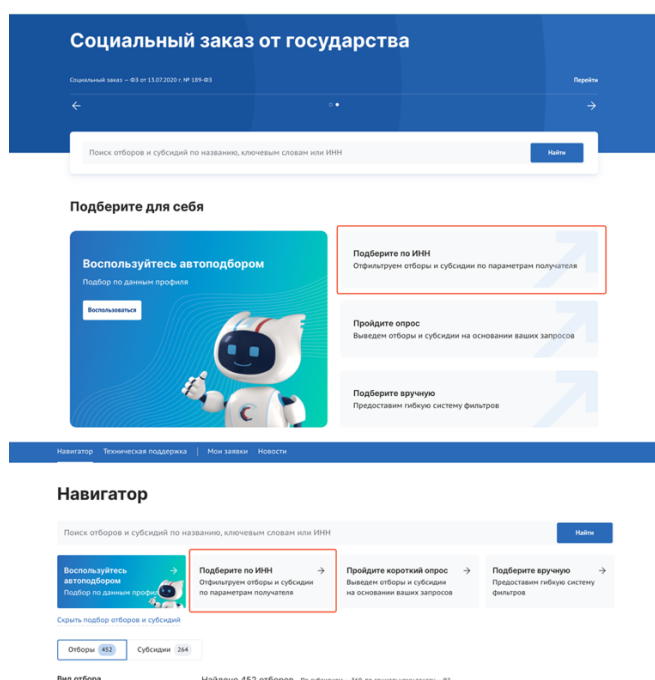 Социальный заказ от государства
Социальный заказ — ФЗ от 13.07.2020 г. № 189-ФЗ
Перейти
Поиск отборов и субсидий по названию, ключевым словам или ИНН
Найти
Подберите для себя
Воспользуйтесь автоподбором
Подбор по данным профиля
Воспользоваться
Подберите по ИНН
Отфильтруем отборы и субсидии по параметрам получателя
Пройдите опрос
Выведем отборы и субсидии на основании ваших запросов
Подберите вручную
Предоставим гибкую систему фильтров
Навигатор Техническая поддержка | Мои заявки Новости
Навигатор
Поиск отборов и субсидий по названию, ключевым словам или ИНН
Найти
Воспользуйтесь
автоподбором
Подбор по данным
Подберите по ИНН
Отфильтруем отборы и субсидии
по параметрам получателя
Пройдите короткий опрос
Выведем отборы и субсидии
на основании ваших запросов
Подберите вручную
Предоставим гибкую систему
фильтров
Скрыть подбор отборов и субсидий
Отборы 452
Субсидии 264
Вид отбора
Найдено 452 отборов